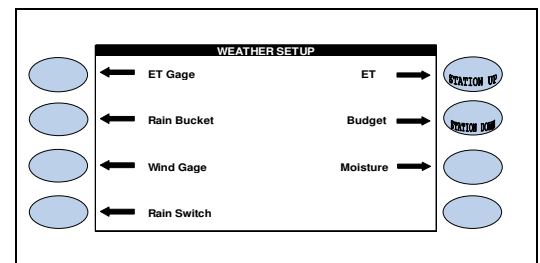 WEATHER SETUP
ET Gage ET STATION UP
Rain Bucket Budget STATION DOWN
Wind Gage Moisture
Rain Switch